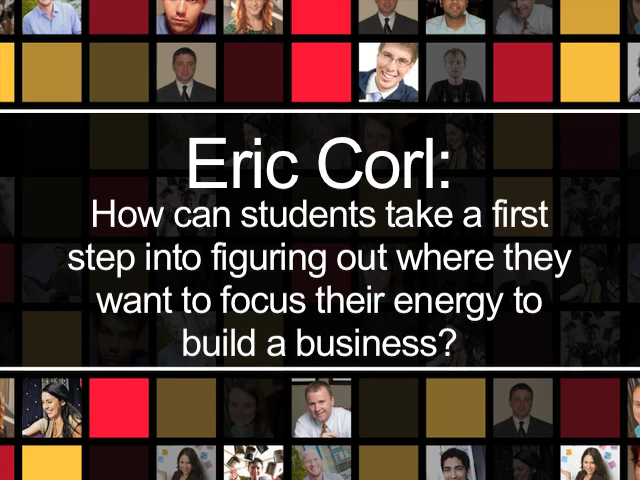 Eric Corl:
How can students take a first
step into figuring out where they
want to focus their energy to
build a business?